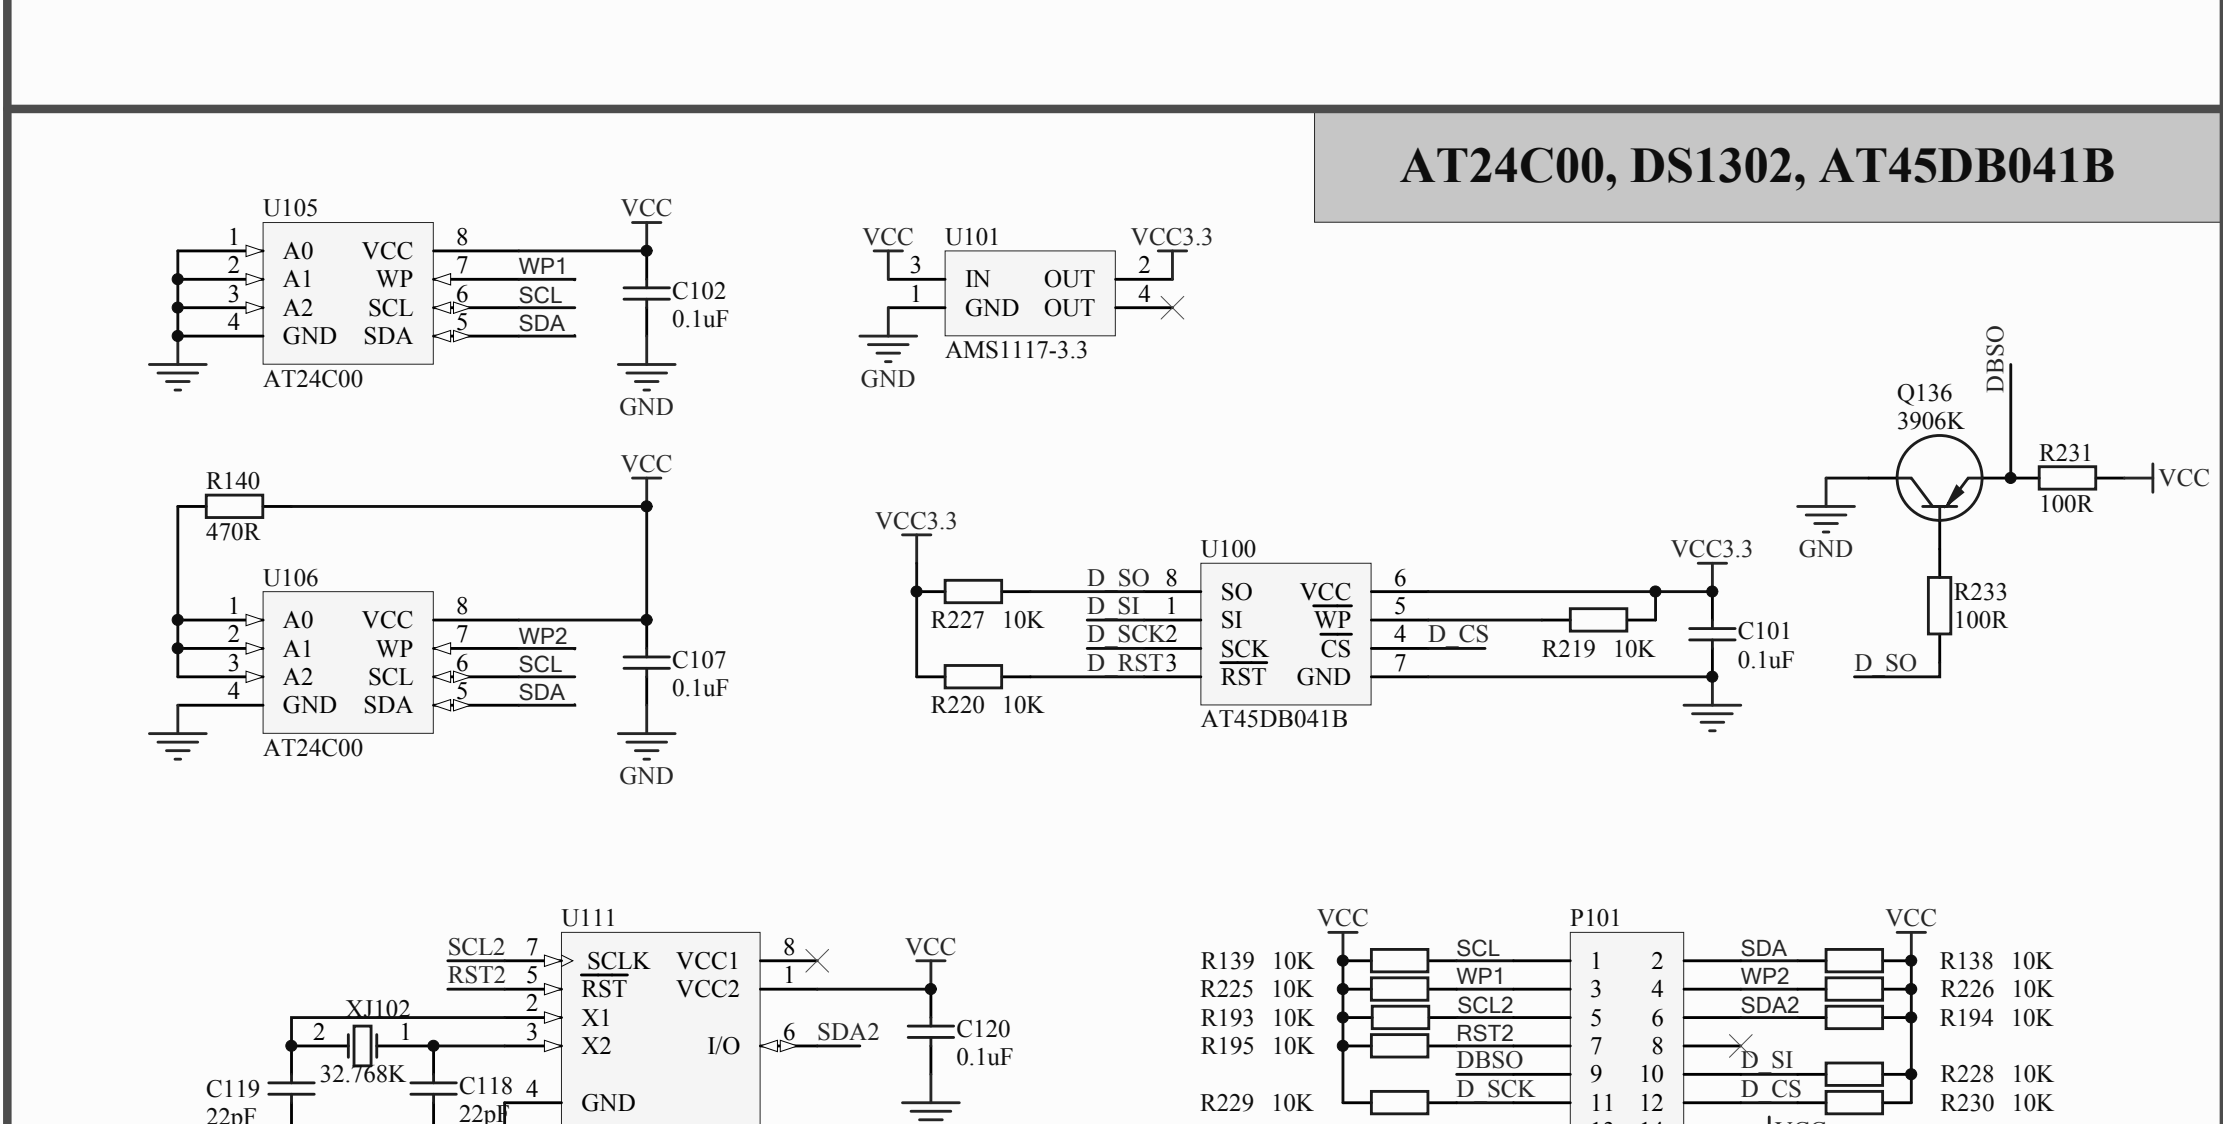 AT24C00, DS1302, AT45DB041B
U105
VCC
1 A0 VCC 8
2 A1 WP 7 WP1
3 A2 SCL 6 SCL
4 GND SDA 5 SDA
AT24C00
C102
0.1uF
GND
VCC U101 VCC3.3
3 IN OUT 2
1 GND OUT 4
AMS1117-3.3
GND
DBSO
Q136
3906K
R231
VCC
100R
GND
R233
100R
D_SO
R140
470R
VCC
U106
1 A0 VCC 8
2 A1 WP 7 WP2
3 A2 SCL 6 SCL
4 GND SDA 5 SDA
AT24C00
C107
0.1uF
GND
VCC3.3
U100
VCC3.3
D_SO 8 SO VCC 6
D_SI 1 SI WP 5
D_SCK 2 SCK CS 4 D_CS
D_RST 3 RST GND 7
AT45DB041B
R227 10K
R220 10K
R219 10K
C101
0.1uF
U111
SCL2 7 SCLK VCC1 8
RST2 5 RST VCC2 1
2 X1
3 X2 I/O 6 SDA2
4 GND
XJ102
2 1
32.768K
C119
22pF
C118
22pF
VCC
C120
0.1uF
VCC P101 VCC
R139 10K SCL 1 2 SDA R138 10K
R225 10K WP1 3 4 WP2 R226 10K
R193 10K SCL2 5 6 SDA2 R194 10K
R195 10K RST2 7 8
DBSO 9 10 D_SI R228 10K
R229 10K D_SCK 11 12 D_CS R230 10K